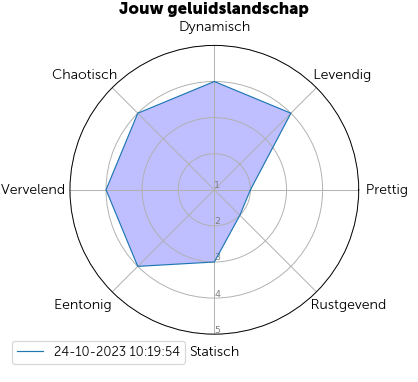 Jouw geluidslandschap
Dynamisch
Chaotisch
Levendig
Vervelend
1
Prettig
2
3
4
Eentonig
Rustgevend
5
24-10-2023 10:19:54
Statisch